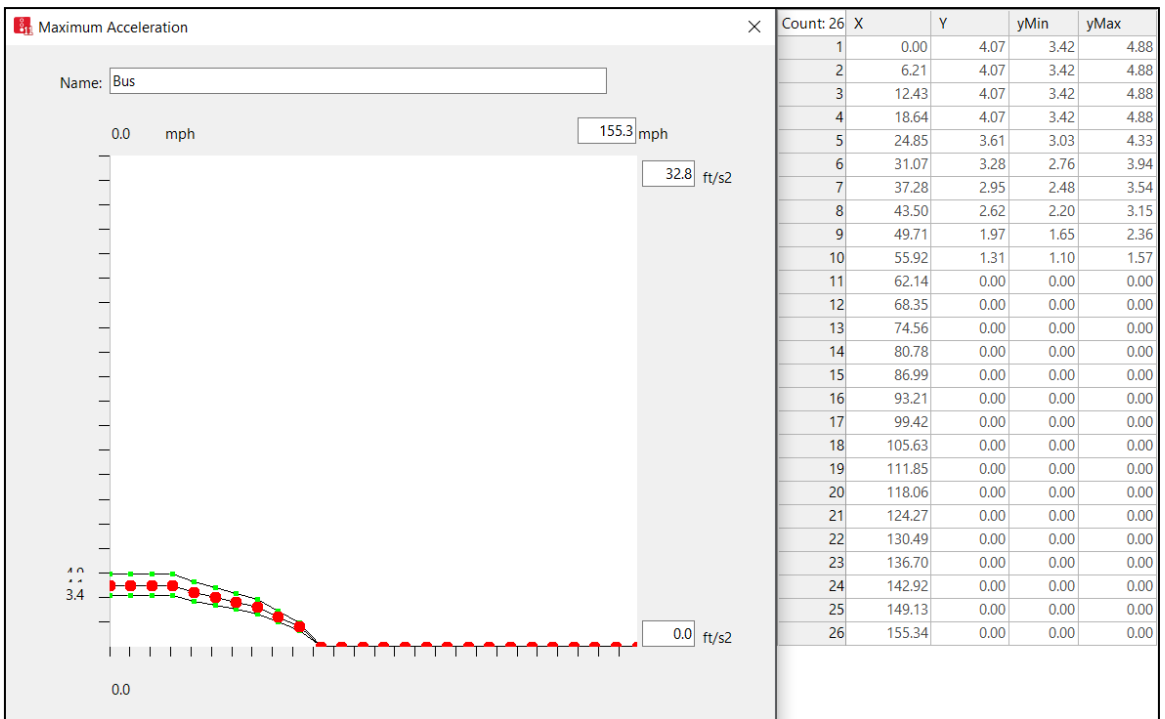 Maximum Acceleration
Name: Bus
0.0 mph 155.3 mph
32.8 ft/s2
3.4
0.0 ft/s2
0.0
Count: 26 X Y yMin yMax
1 0.00 4.07 3.42 4.88
2 6.21 4.07 3.42 4.88
3 12.43 4.07 3.42 4.88
4 18.64 4.07 3.42 4.88
5 24.85 3.61 3.03 4.33
6 31.07 3.28 2.76 3.94
7 37.28 2.95 2.48 3.54
8 43.50 2.62 2.20 3.15
9 49.71 1.97 1.65 2.36
10 55.92 1.31 1.10 1.57
11 62.14 0.00 0.00 0.00
12 68.35 0.00 0.00 0.00
13 74.56 0.00 0.00 0.00
14 80.78 0.00 0.00 0.00
15 86.99 0.00 0.00 0.00
16 93.21 0.00 0.00 0.00
17 99.42 0.00 0.00 0.00
18 105.63 0.00 0.00 0.00
19 111.85 0.00 0.00 0.00
20 118.06 0.00 0.00 0.00
21 124.27 0.00 0.00 0.00
22 130.49 0.00 0.00 0.00
23 136.70 0.00 0.00 0.00
24 142.92 0.00 0.00 0.00
25 149.13 0.00 0.00 0.00
26 155.34 0.00 0.00 0.00